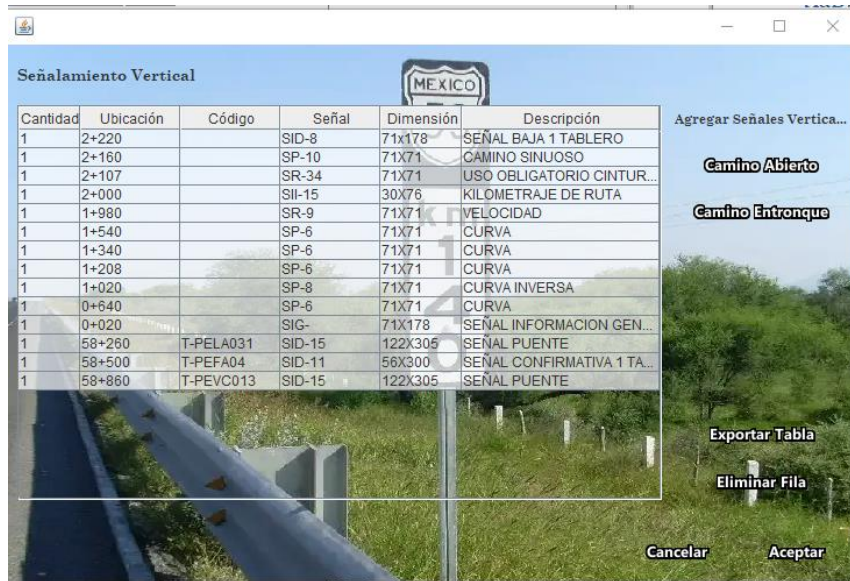 Señalamiento Vertical
MEXICO
Cantidad Ubicación Código Señal Dimensión Descripción
1 2+220 SID-8 71x178 SEÑAL BAJA 1 TABLERO
1 2+160 SP-10 71X71 CAMINO SINUOSO
1 2+107 SR-34 71X71 USO OBLIGATORIO CINTUR...
1 2+000 SII-15 30X76 KILOMETRAJE DE RUTA
1 1+980 SR-9 71X71 VELOCIDAD
1 1+540 SP-6 71X71 CURVA
1 1+340 SP-6 71X71 CURVA
1 1+208 SP-6 71X71 CURVA
1 1+020 SP-8 71X71 CURVA INVERSA
1 0+640 SP-6 71X71 CURVA
1 0+020 SIG- 71X178 SEÑAL INFORMACION GEN...
1 58+260 T-PELA031 SID-15 122X305 SEÑAL PUENTE
1 58+500 T-PEFA04 SID-11 56X300 SEÑAL CONFIRMATIVA 1 TA...
1 58+860 T-PEVC013 SID-15 122X305 SEÑAL PUENTE
km
1
4
Agregar Señales Vertica...
Camino Abierto
Camino Entronque
Exportar Tabla
Eliminar Fila
Cancelar Aceptar